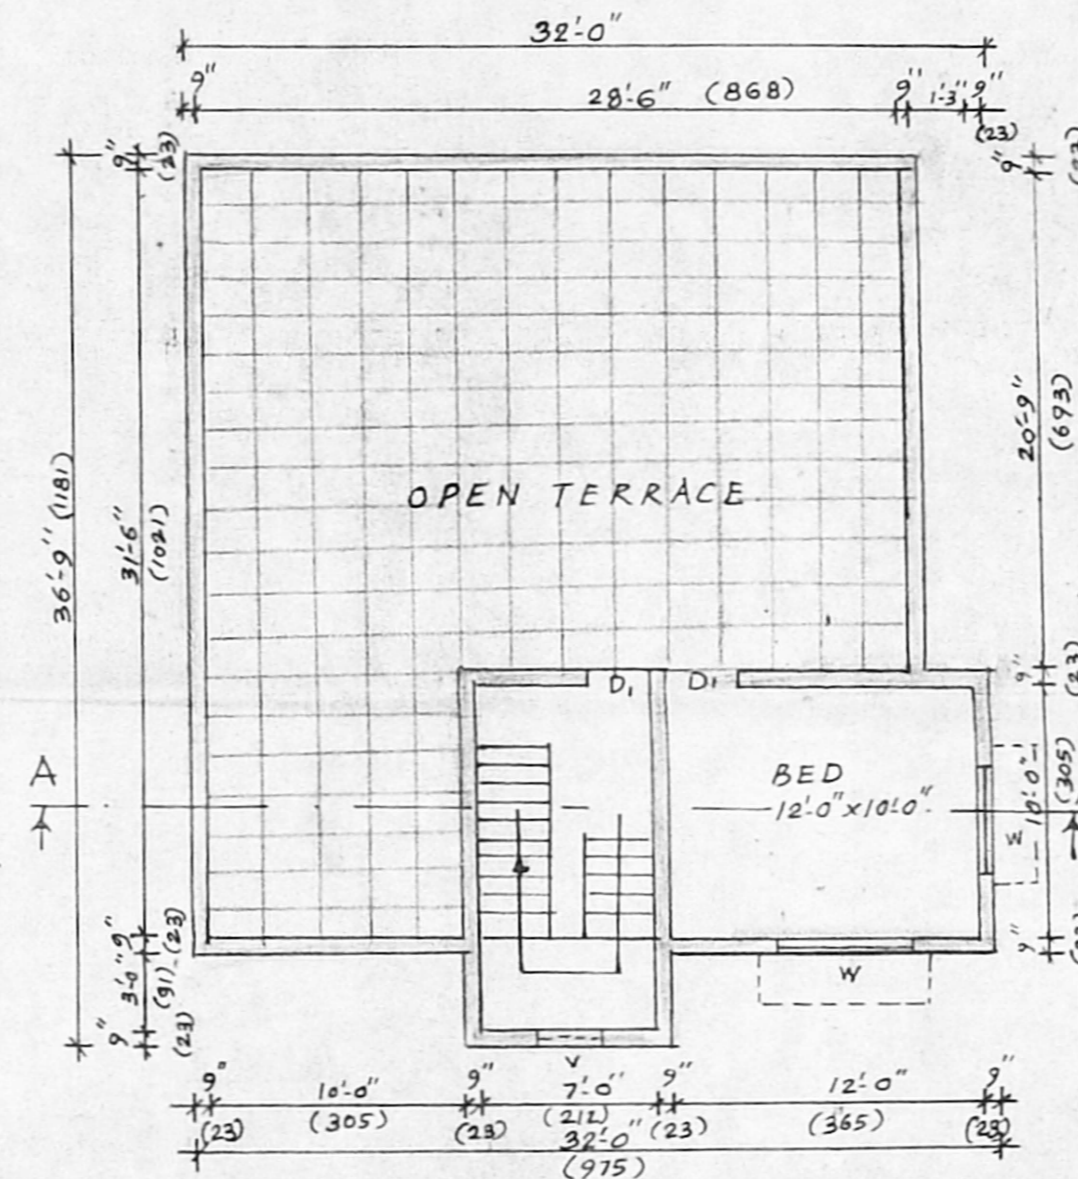 32'-0"
9" 28'-6" (868) 9" 1'-3" 9"
(23)
9" (23)
9"
36'-9" (1181)
31'-6" (1021)
20'-9" (693)
OPEN TERRACE
D1 D1
9"
A
BED
12'-0" x 10'-0"
W
10'-0" (305)
9" (23)
3'-0" (91)
9" (23)
9"
W
V
9" 10'-0" 9" 7'-0" 9" 12'-0" 9"
(23) (305) (23) (212) (23) (365) (23)
32'-0"
(975)